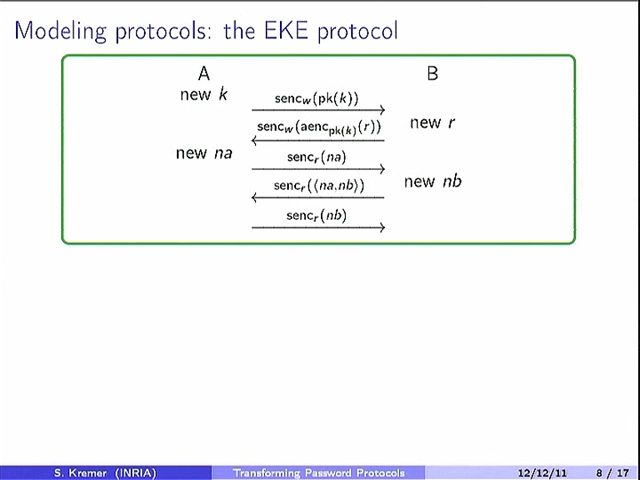 Modeling protocols: the EKE protocol
A B
new k
senc_w(pk(k))
senc_w(aenc_pk(k)(r)) new r
new na
senc_r(na)
senc_r(⟨na,nb⟩) new nb
senc_r(nb)
S. Kremer (INRIA) Transforming Password Protocols 12/12/11 8 / 17